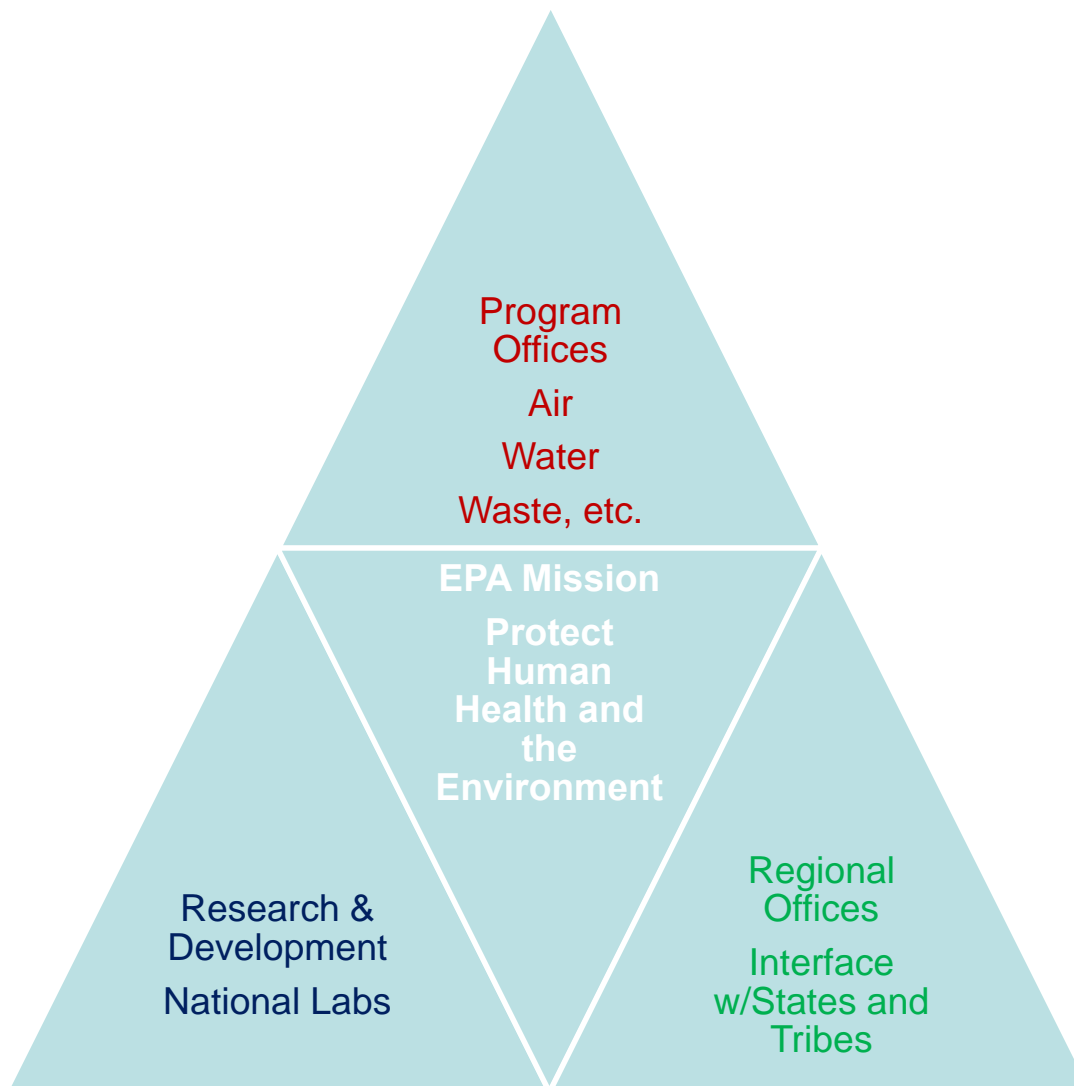 Program
Offices
Air
Water
Waste, etc.
EPA Mission
Protect
Human
Health and
the
Environment
Research &
Development
National Labs
Regional
Offices
Interface
w/States and
Tribes